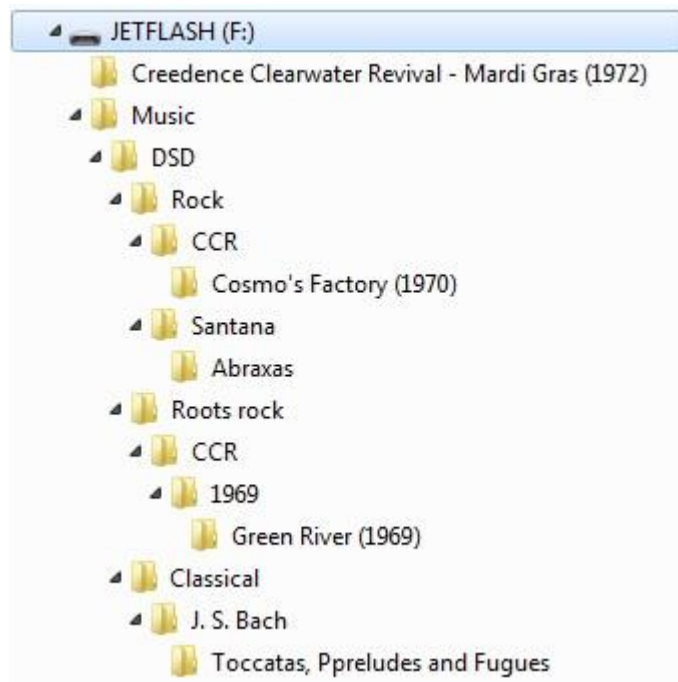 JETFLASH (F:)
Creedence Clearwater Revival - Mardi Gras (1972)
Music
DSD
Rock
CCR
Cosmo's Factory (1970)
Santana
Abraxas
Roots rock
CCR
1969
Green River (1969)
Classical
J. S. Bach
Toccatas, Ppreludes and Fugues